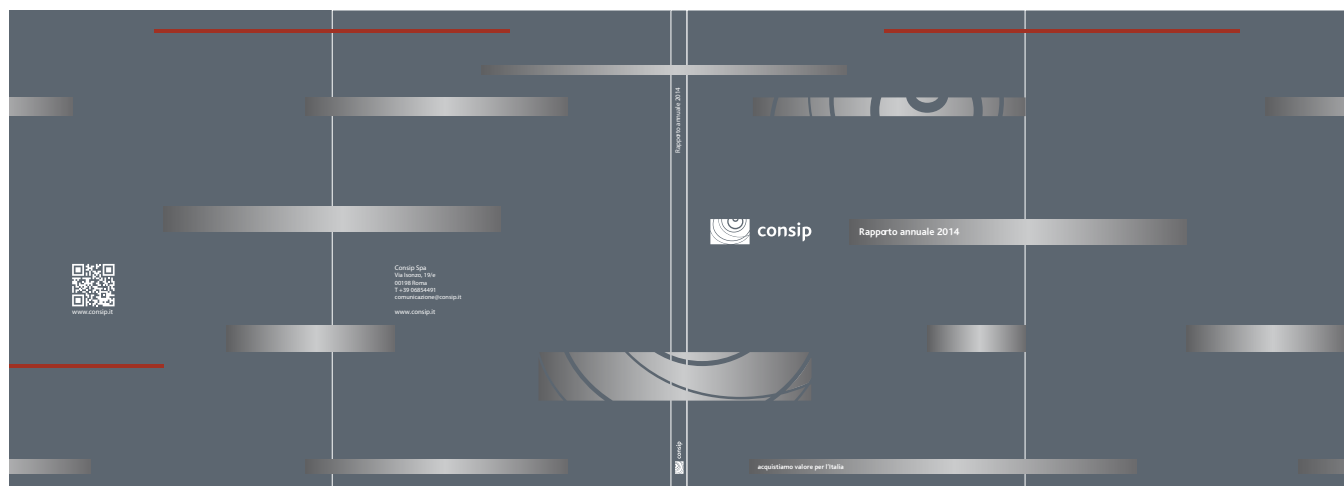 www.consip.it
Consip Spa
Via Isonzo, 19/e
00198 Roma
T +39 06854491
comunicazione@consip.it
www.consip.it
Rapporto annuale 2014
consip
consip
Rapporto annuale 2014
acquistiamo valore per l'Italia